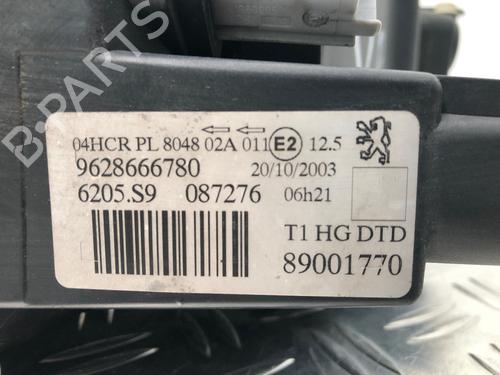 04HCR PL 8048 02A 011 E2 12.5
9628666780 20/10/2003
6205.S9 087276 06h21
T1 HG DTD
89001770
B-PARTS